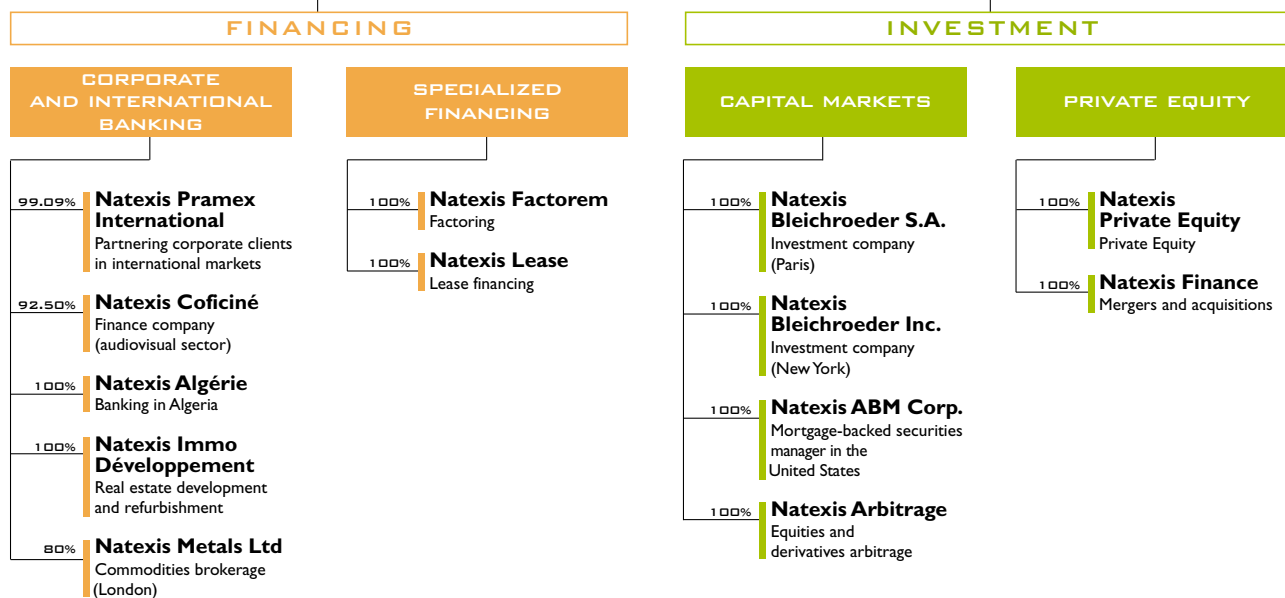 FINANCING
CORPORATE
AND INTERNATIONAL
BANKING
99.09%
Natexis Pramex
International
Partnering corporate clients
in international markets
92.50%
Natexis Coficiné
Finance company
(audiovisual sector)
100%
Natexis Algérie
Banking in Algeria
100%
Natexis Immo
Développement
Real estate development
and refurbishment
80%
Natexis Metals Ltd
Commodities brokerage
(London)
SPECIALIZED
FINANCING
100%
Natexis Factorem
Factoring
100%
Natexis Lease
Lease financing
INVESTMENT
CAPITAL MARKETS
100%
Natexis
Bleichroeder S.A.
Investment company
(Paris)
100%
Natexis
Bleichroeder Inc.
Investment company
(New York)
100%
Natexis ABM Corp.
Mortgage-backed securities
manager in the
United States
100%
Natexis Arbitrage
Equities and
derivatives arbitrage
PRIVATE EQUITY
100%
Natexis
Private Equity
Private Equity
100%
Natexis Finance
Mergers and acquisitions